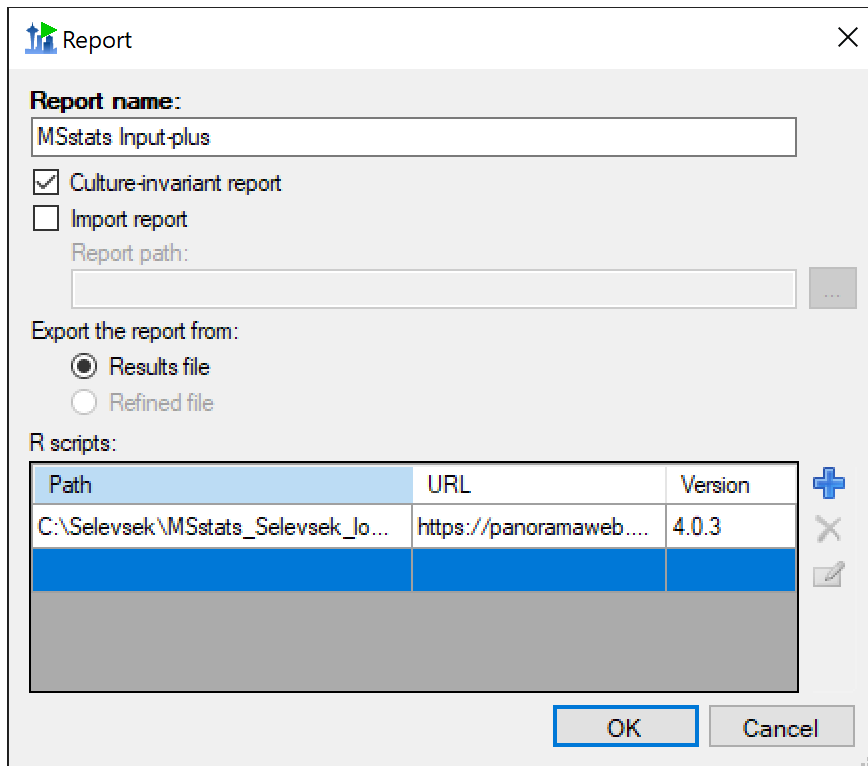 Report
Report name:
MSstats Input-plus
Culture-invariant report
Import report
Report path:
...
Export the report from:
Results file
Refined file
R scripts:
Path URL Version
C:\Selevsek\MSstats_Selevsek_lo... https://panoramaweb.... 4.0.3
OK Cancel